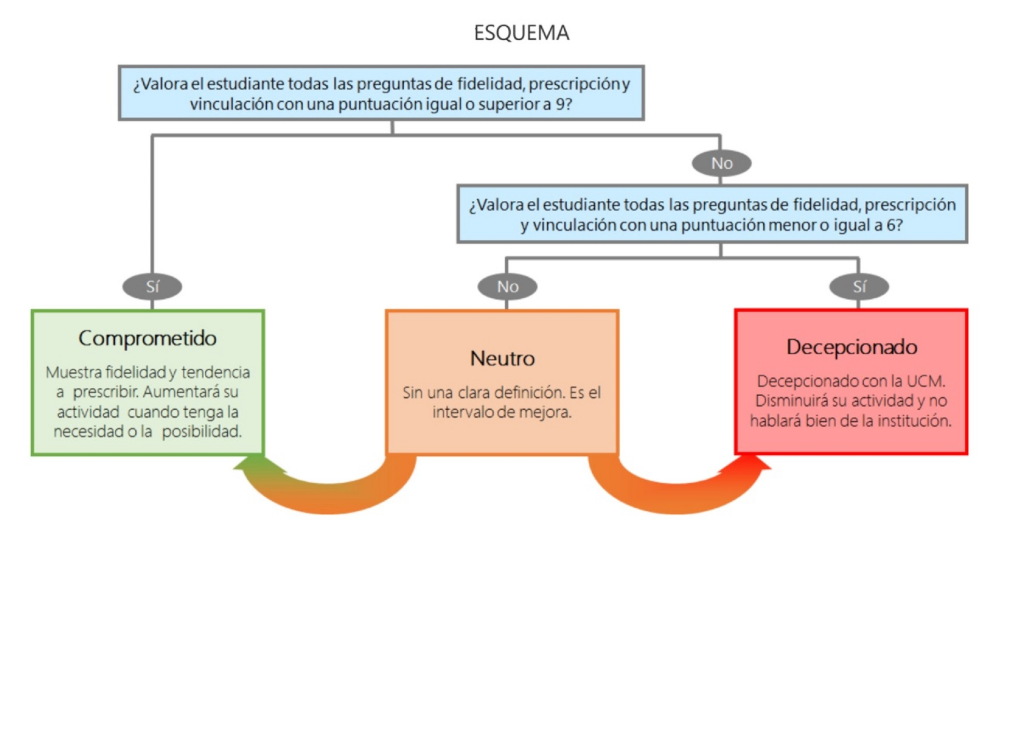 ESQUEMA
¿Valora el estudiante todas las preguntas de fidelidad, prescripción y
vinculación con una puntuación igual o superior a 9?
No
¿Valora el estudiante todas las preguntas de fidelidad, prescripción
y vinculación con una puntuación menor o igual a 6?
Sí
No
Sí
Comprometido
Muestra fidelidad y tendencia
a prescribir. Aumentará su
actividad cuando tenga la
necesidad o la posibilidad.
Neutro
Sin una clara definición. Es el
intervalo de mejora.
Decepcionado
Decepcionado con la UCM.
Disminuirá su actividad y no
hablará bien de la institución.